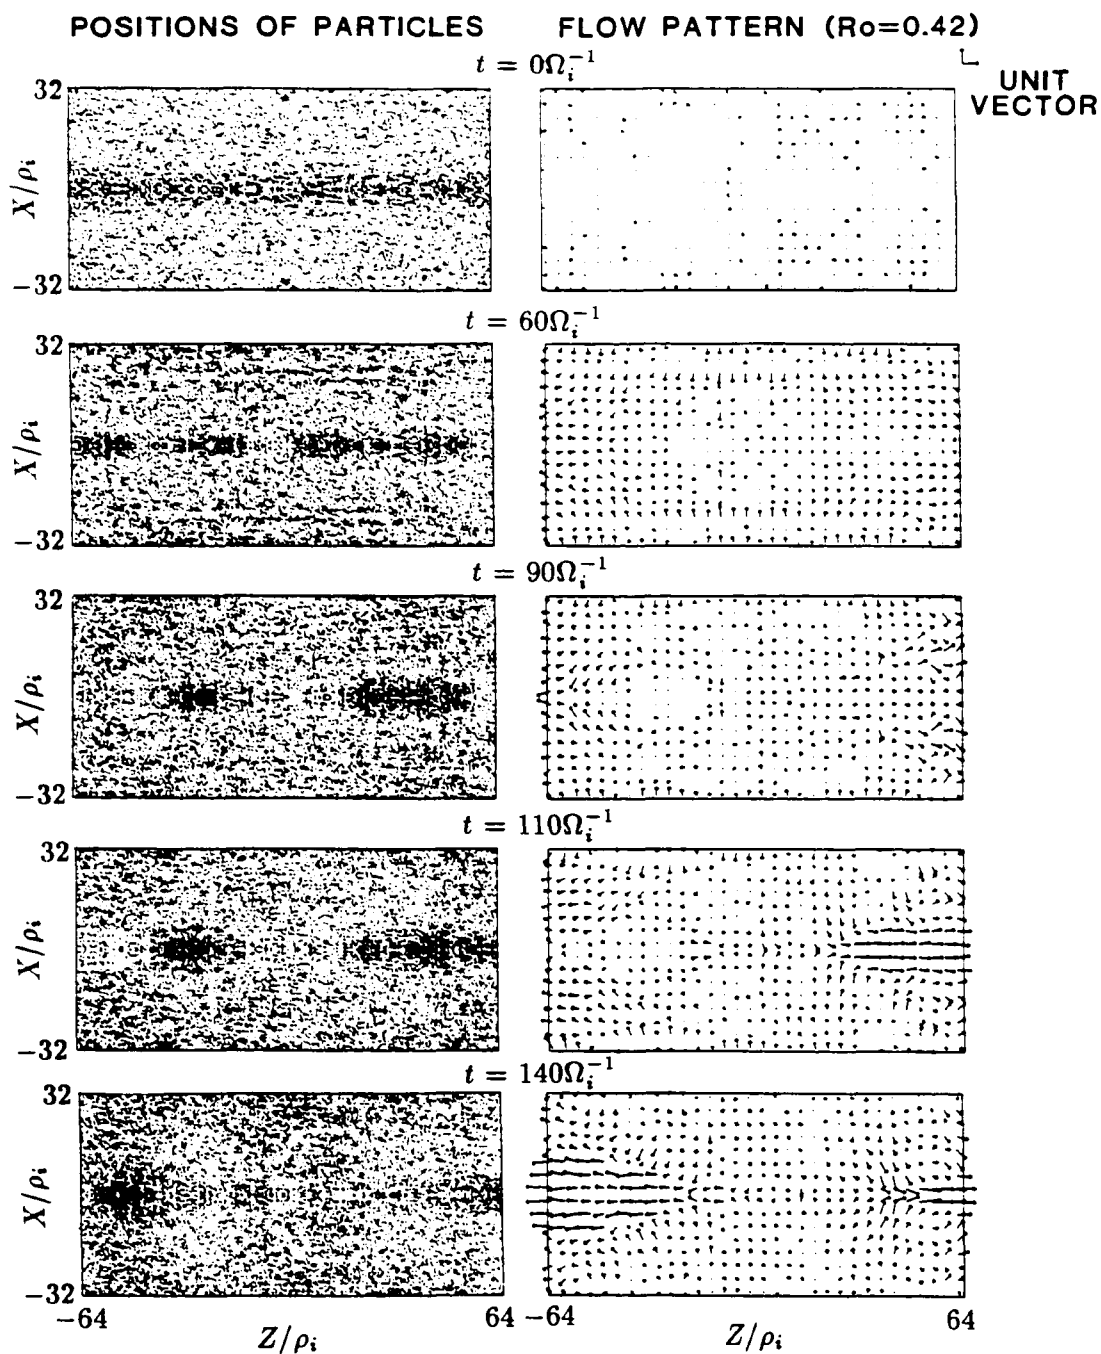 POSITIONS OF PARTICLES
FLOW PATTERN (Ro=0.42)
UNIT
VECTOR
t = 0Ω_i^{-1}
32
X/ρ_i
-32
t = 60Ω_i^{-1}
32
X/ρ_i
-32
t = 90Ω_i^{-1}
32
X/ρ_i
-32
t = 110Ω_i^{-1}
32
X/ρ_i
-32
t = 140Ω_i^{-1}
32
X/ρ_i
-32
-64
64
-64
64
Z/ρ_i
Z/ρ_i